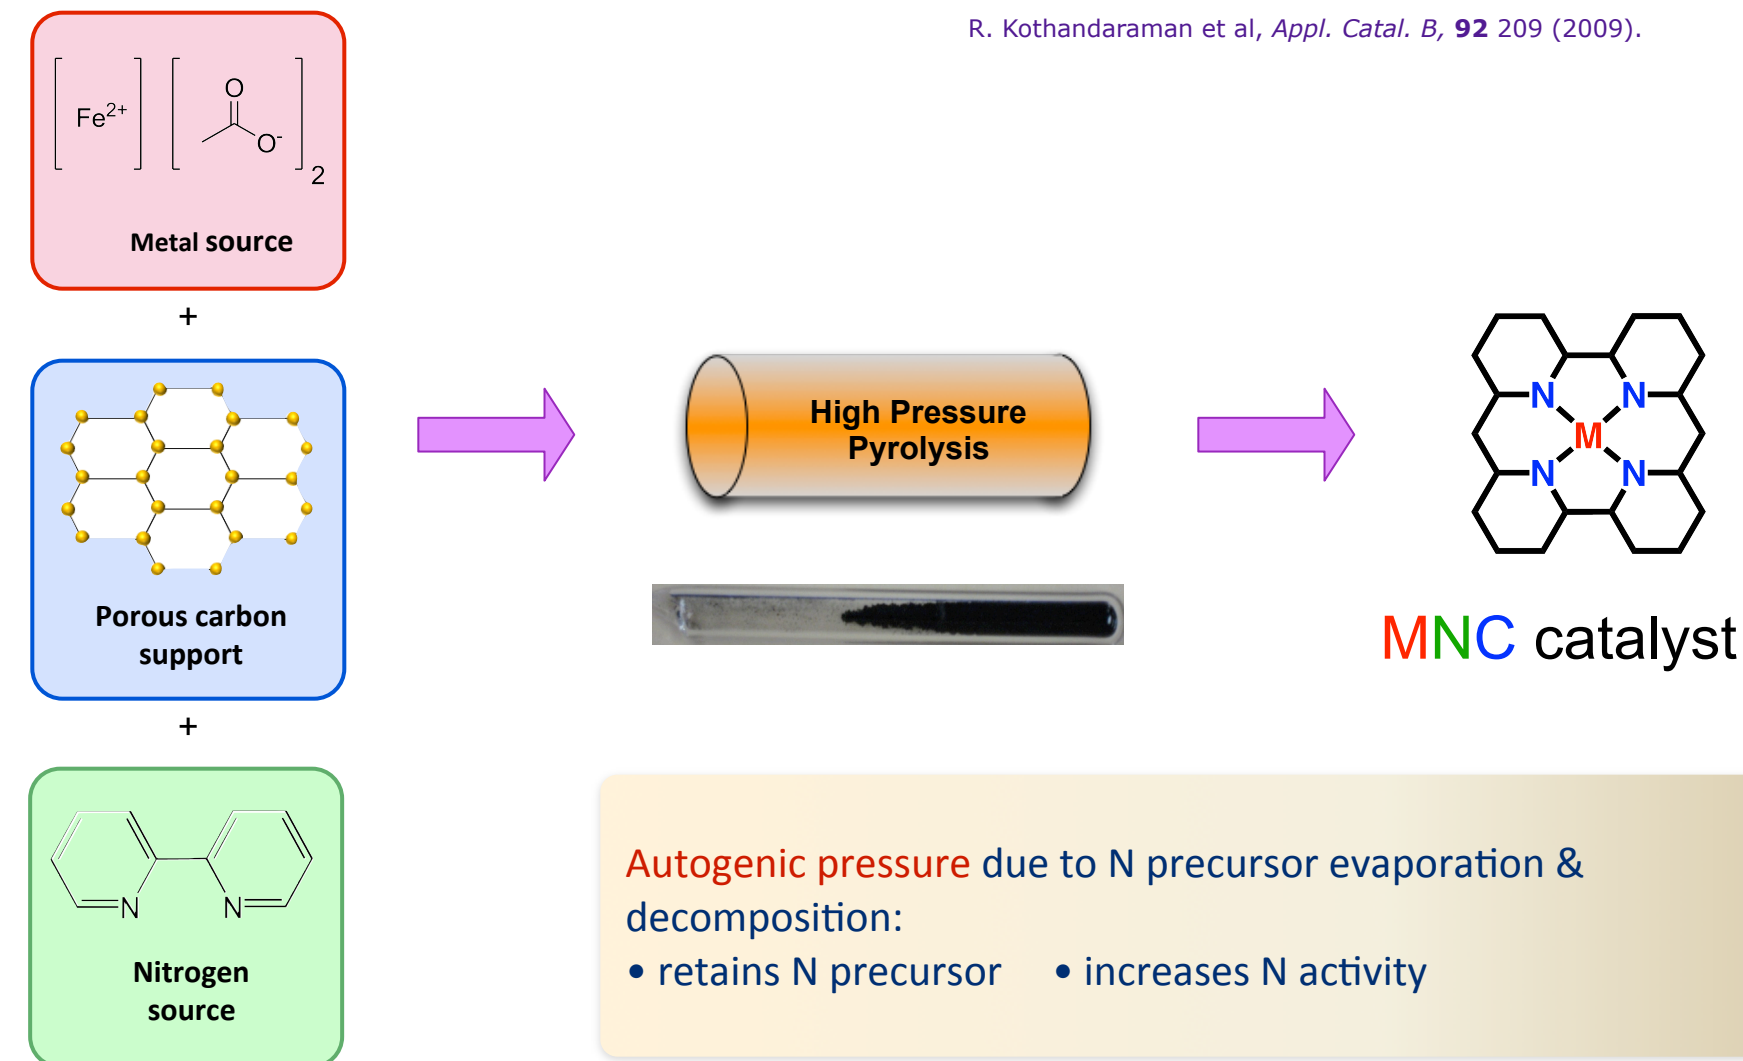 R. Kothandaraman et al, Appl. Catal. B, 92 209 (2009).
Fe2+
O
O-
2
Metal source
+
Porous carbon
support
+
N N
Nitrogen
source
High Pressure
Pyrolysis
N N
M
N N
MNC catalyst
Autogenic pressure due to N precursor evaporation &
decomposition:
• retains N precursor • increases N activity